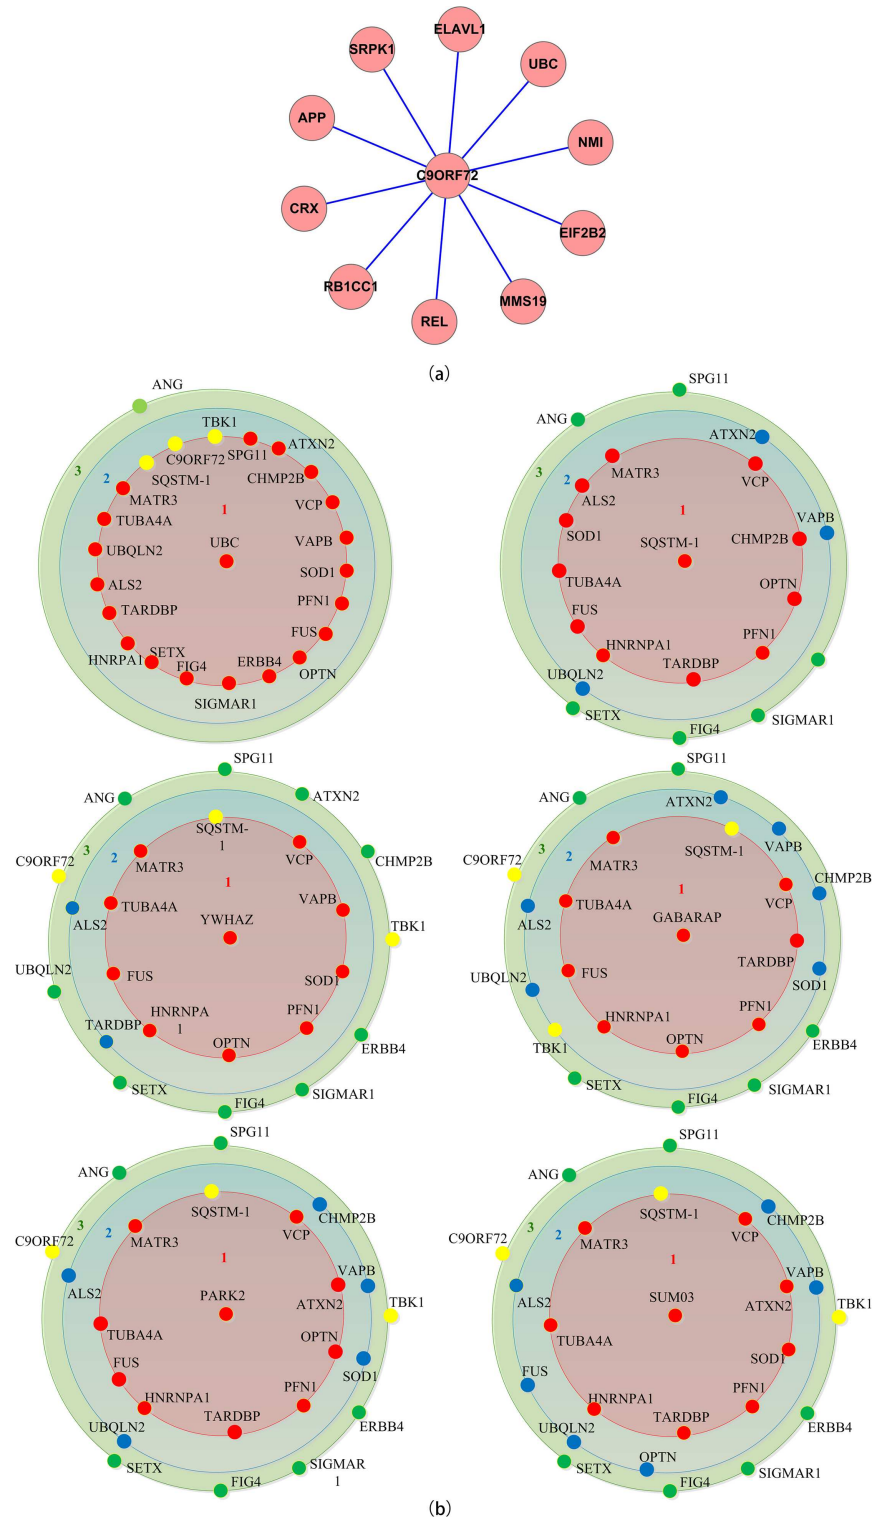 ELAVL1
SRPK1
UBC
APP
NMI
C9ORF72
CRX
EIF2B2
RB1CC1
MMS19
REL
(a)
ANG
TBK1
ATXN2
SPG11
C9ORF72
3
2
SQSTM-1
CHMP2B
MATR3
1
VCP
TUBA4A
UBC
VAPB
UBQLN2
SOD1
ALS2
PFN1
TARDBP
FUS
HNRPA1
SETX
FIG4
ERBB4
OPTN
SIGMAR1
SPG11
ANG
ATXN2
3
2
MATR3
VCP
ALS2
1
VAPB
SOD1
SQSTM-1
CHMP2B
TUBA4A
OPTN
FUS
HNRNPA1
PFN1
UBQLN2
TARDBP
SETX
SIGMAR1
FIG4
SPG11
ANG
ATXN2
SQSTM-
1
3
2
VCP
CHMP2B
C9ORF72
MATR3
1
TUBA4A
VAPB
ALS2
YWHAZ
TBK1
UBQLN2
FUS
SOD1
HNRNPA
1
PFN1
TARDBP
OPTN
ERBB4
SETX
SIGMAR1
FIG4
SPG11
ANG
ATXN2
3
2
SQSTM-1
VAPB
C9ORF72
MATR3
CHMP2B
1
VCP
TUBA4A
ALS2
GABARAP
TARDBP
UBQLN2
FUS
SOD1
HNRNPA1
PFN1
TBK1
OPTN
ERBB4
SETX
SIGMAR1
FIG4
SPG11
ANG
SQSTM-1
CHMP2B
3
2
VCP
C9ORF72
MATR3
1
VAPB
ALS2
PARK2
ATXN2
TBK1
TUBA4A
OPTN
FUS
SOD1
HNRNPA1
PFN1
UBQLN2
TARDBP
ERBB4
SETX
SIGMAR
1
FIG4
SPG11
ANG
SQSTM-1
CHMP2B
3
2
VCP
C9ORF72
MATR3
1
VAPB
ALS2
SUM03
ATXN2
TBK1
TUBA4A
SOD1
FUS
HNRNPA1
PFN1
UBQLN2
TARDBP
ERBB4
OPTN
SETX
SIGMAR1
FIG4
(b)